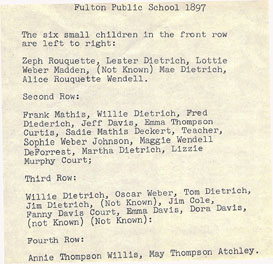 Fulton Public School 1897
The six small children in the front row
are left to right:
Zeph Rouquette, Lester Dietrich, Lottie
Weber Madden, (Not Known) Mae Dietrich,
Alice Rouquette Wendell.
Second Row:
Frank Mathis, Willie Dietrich, Fred
Diederich, Jeff Davis, Emma Thompson
Curtis, Sadie Mathis Deckert, Teacher,
Sophie Weber Johnson, Maggie Wendell
DeForrest, Martha Dietrich, Lizzie
Murphy Court;
Third Row:
Willie Dietrich, Oscar Weber, Tom Dietrich,
Jim Dietrich, (Not Known), Jim Cole,
Fanny Davis Court, Emma Davis, Dora Davis,
(not Known) (Not Known):
Fourth Row:
Annie Thompson Willis, May Thompson Atchley.